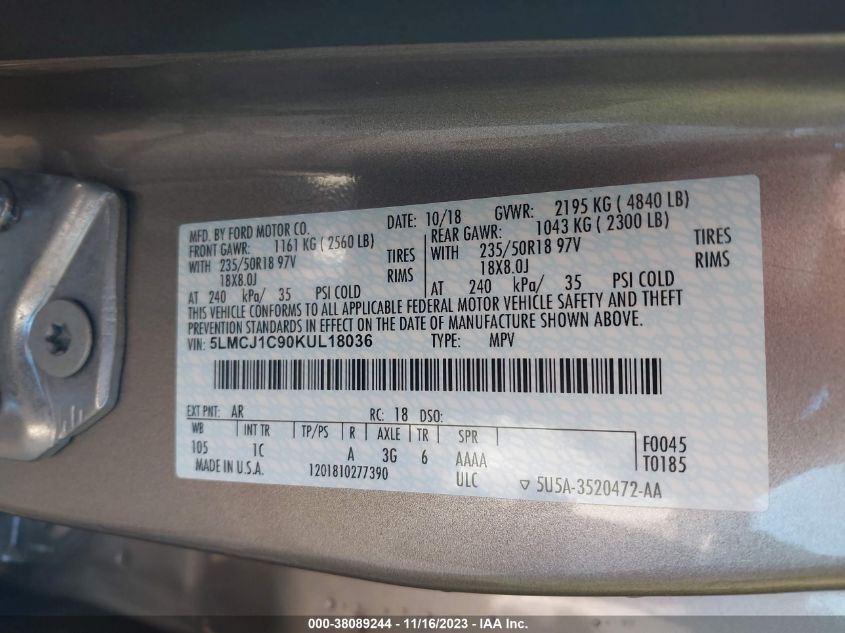 MFD. BY FORD MOTOR CO. DATE: 10/18 GVWR: 2195 KG ( 4840 LB)
FRONT GAWR: 1161 KG ( 2560 LB) REAR GAWR: 1043 KG ( 2300 LB)
WITH 235/50R18 97V TIRES WITH 235/50R18 97V TIRES
18X8.0J RIMS 18X8.0J RIMS
AT 240 kPa/ 35 PSI COLD AT 240 kPa/ 35 PSI COLD
THIS VEHICLE CONFORMS TO ALL APPLICABLE FEDERAL MOTOR VEHICLE SAFETY AND THEFT
PREVENTION STANDARDS IN EFFECT ON THE DATE OF MANUFACTURE SHOWN ABOVE.
VIN: 5LMCJ1C90KUL18036 TYPE: MPV
EXT PNT: AR RC: 18 DSO:
WB INT TR TP/PS R AXLE TR SPR F0045
105 1C A 3G 6 AAAA T0185
MADE IN U.S.A. 1201810277390 ULC ▽ 5U5A-3520472-AA
000-38089244 - 11/16/2023 - IAA Inc.